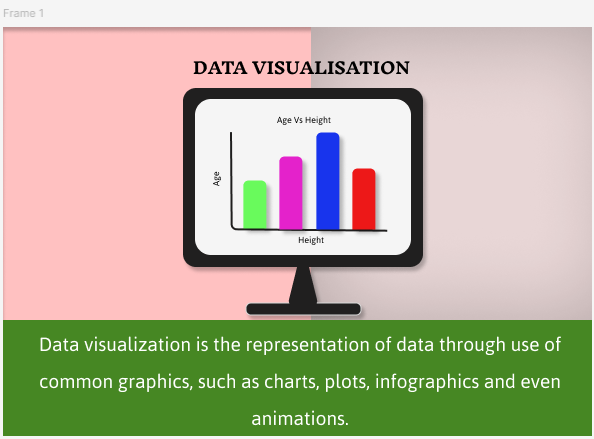 Frame 1
DATA VISUALISATION
Age Vs Height
Age
Height
Data visualization is the representation of data through use of
common graphics, such as charts, plots, infographics and even
animations.